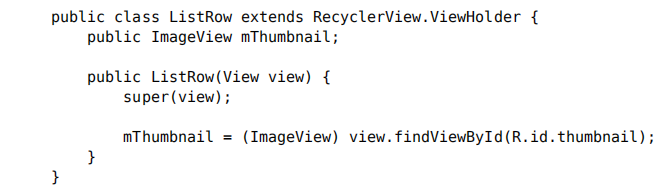 public class ListRow extends RecyclerView.ViewHolder {
    public ImageView mThumbnail;

    public ListRow(View view) {
        super(view);

        mThumbnail = (ImageView) view.findViewById(R.id.thumbnail);
    }
}